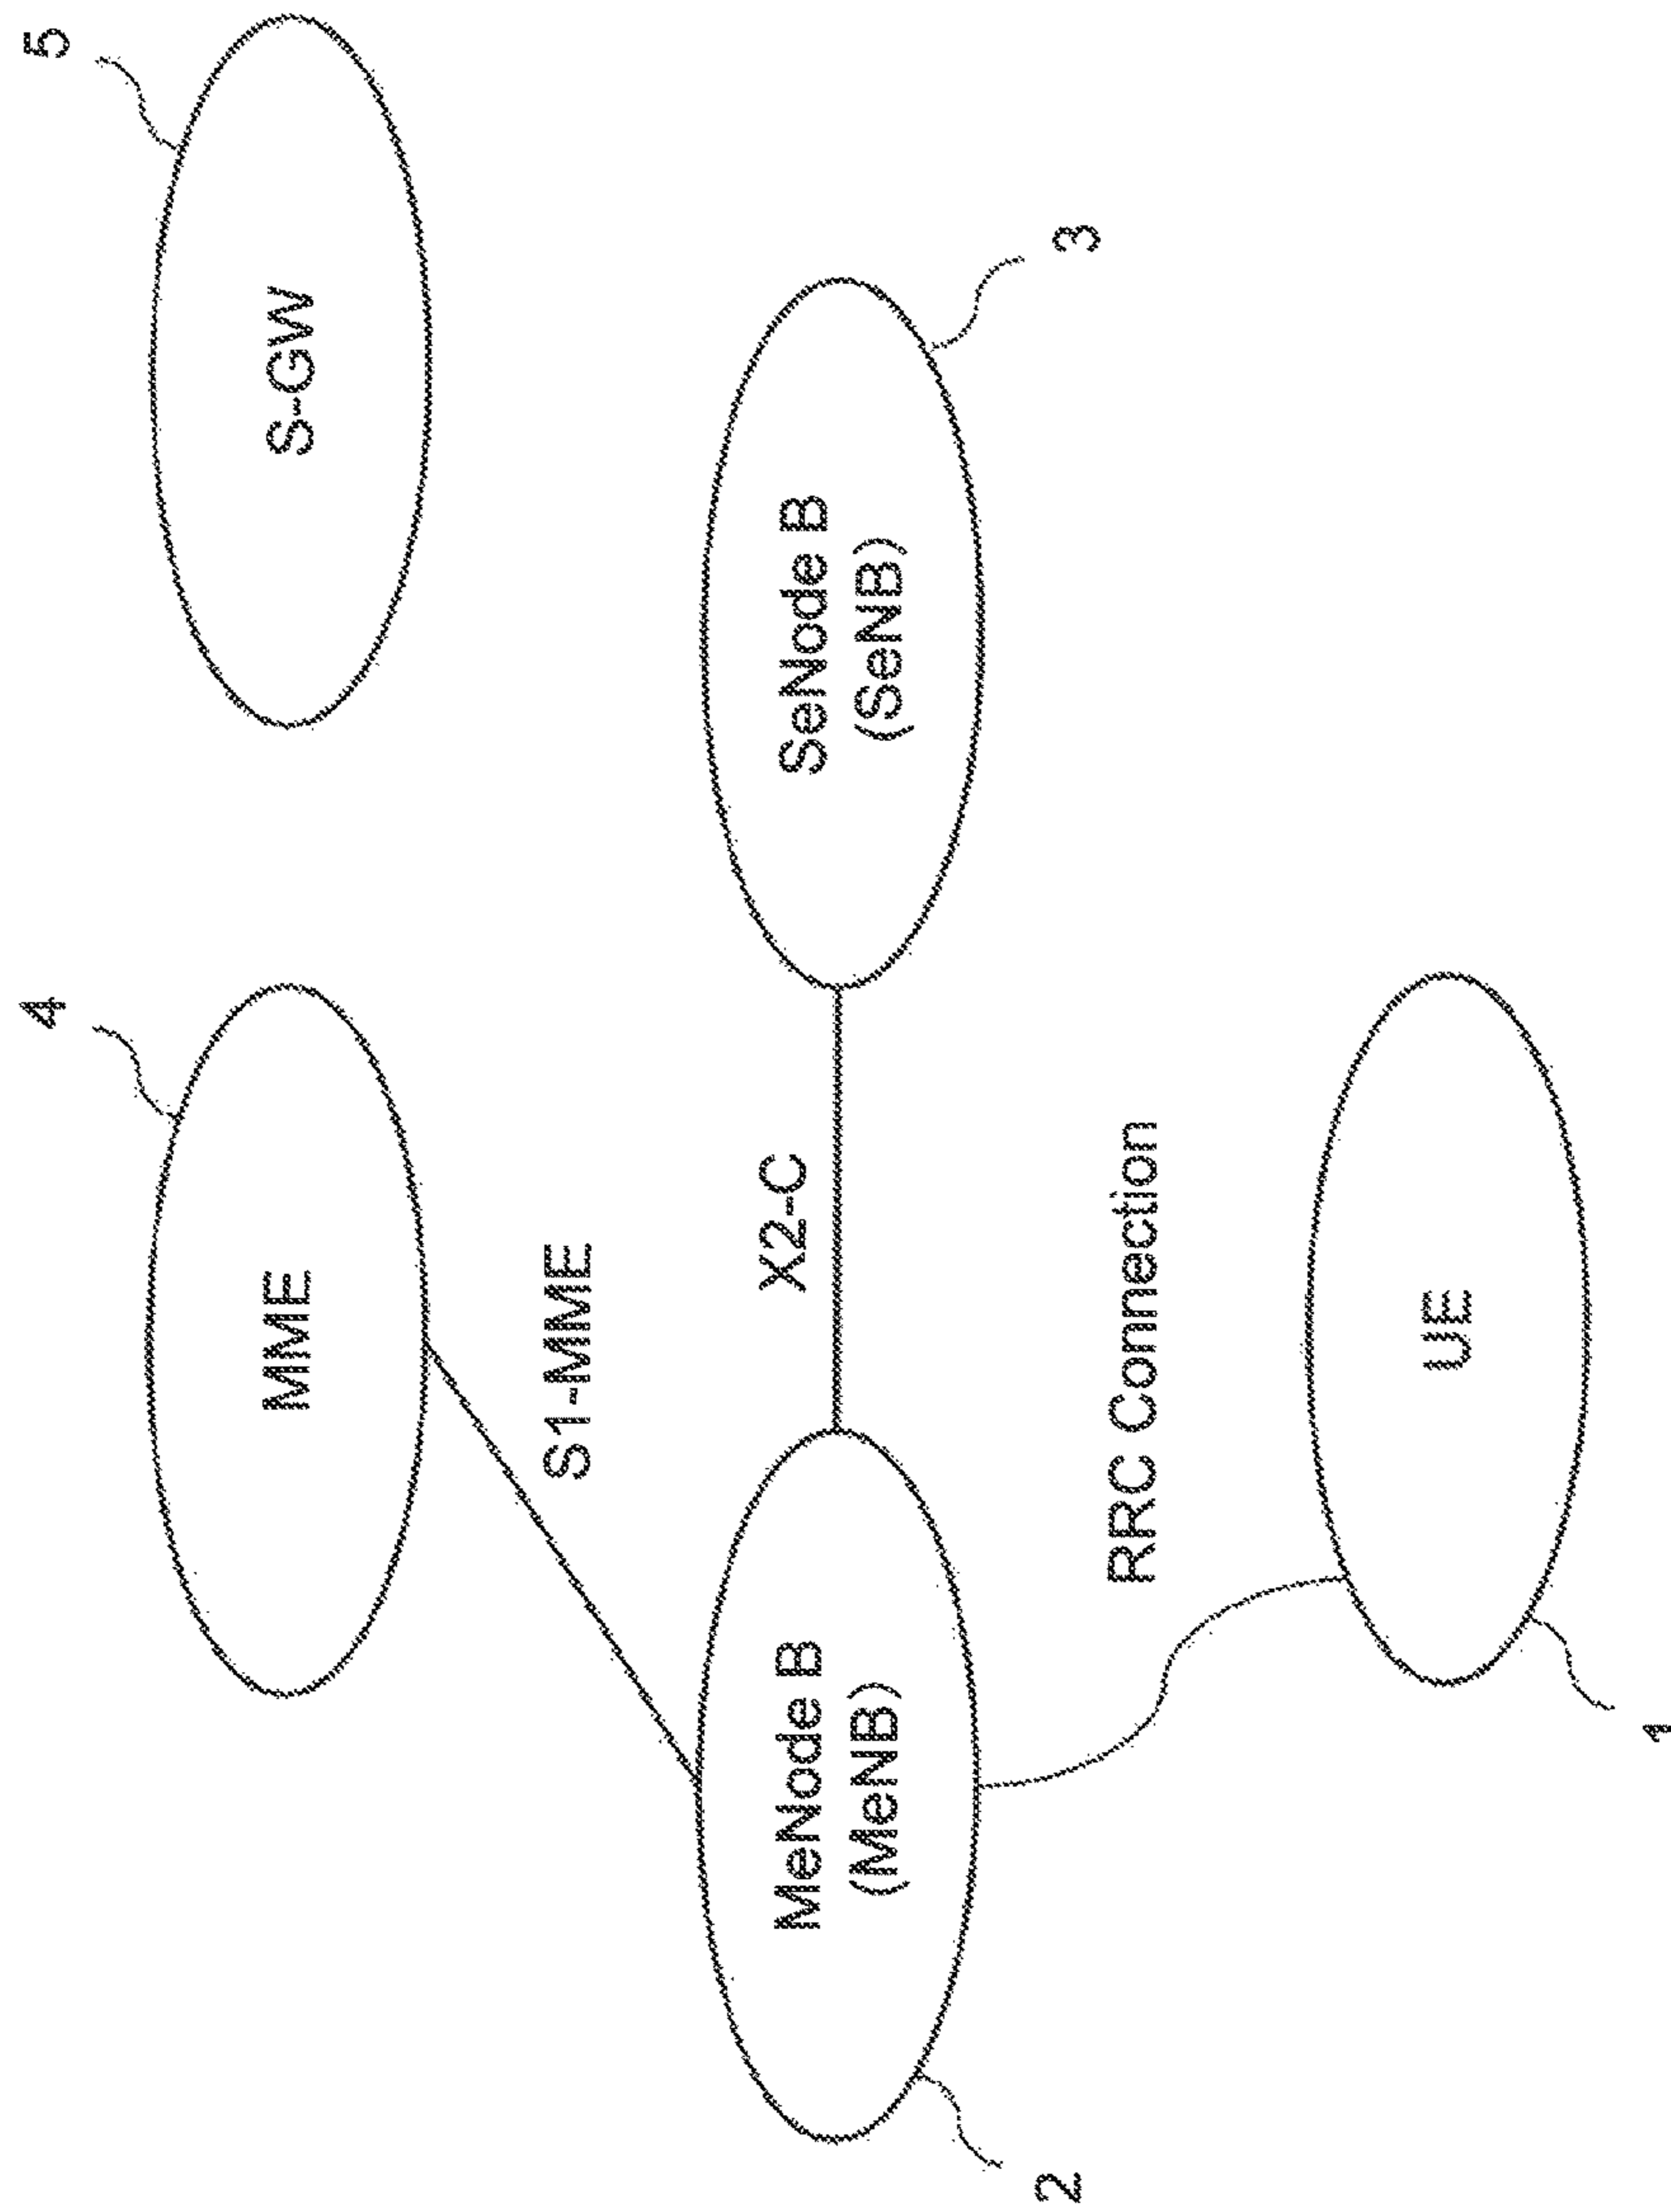 4
5
MME
S-GW
S1-MME
MeNode B
(MeNB)
X2-C
SeNode B
(SeNB)
2
3
RRC Connection
UE
1